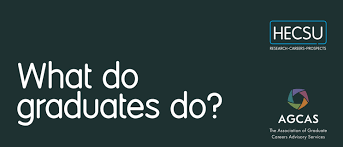 HECSU
RESEARCH•CAREERS•PROSPECTS
What do
graduates do?
AGCAS
The Association of Graduate
Careers Advisory Services